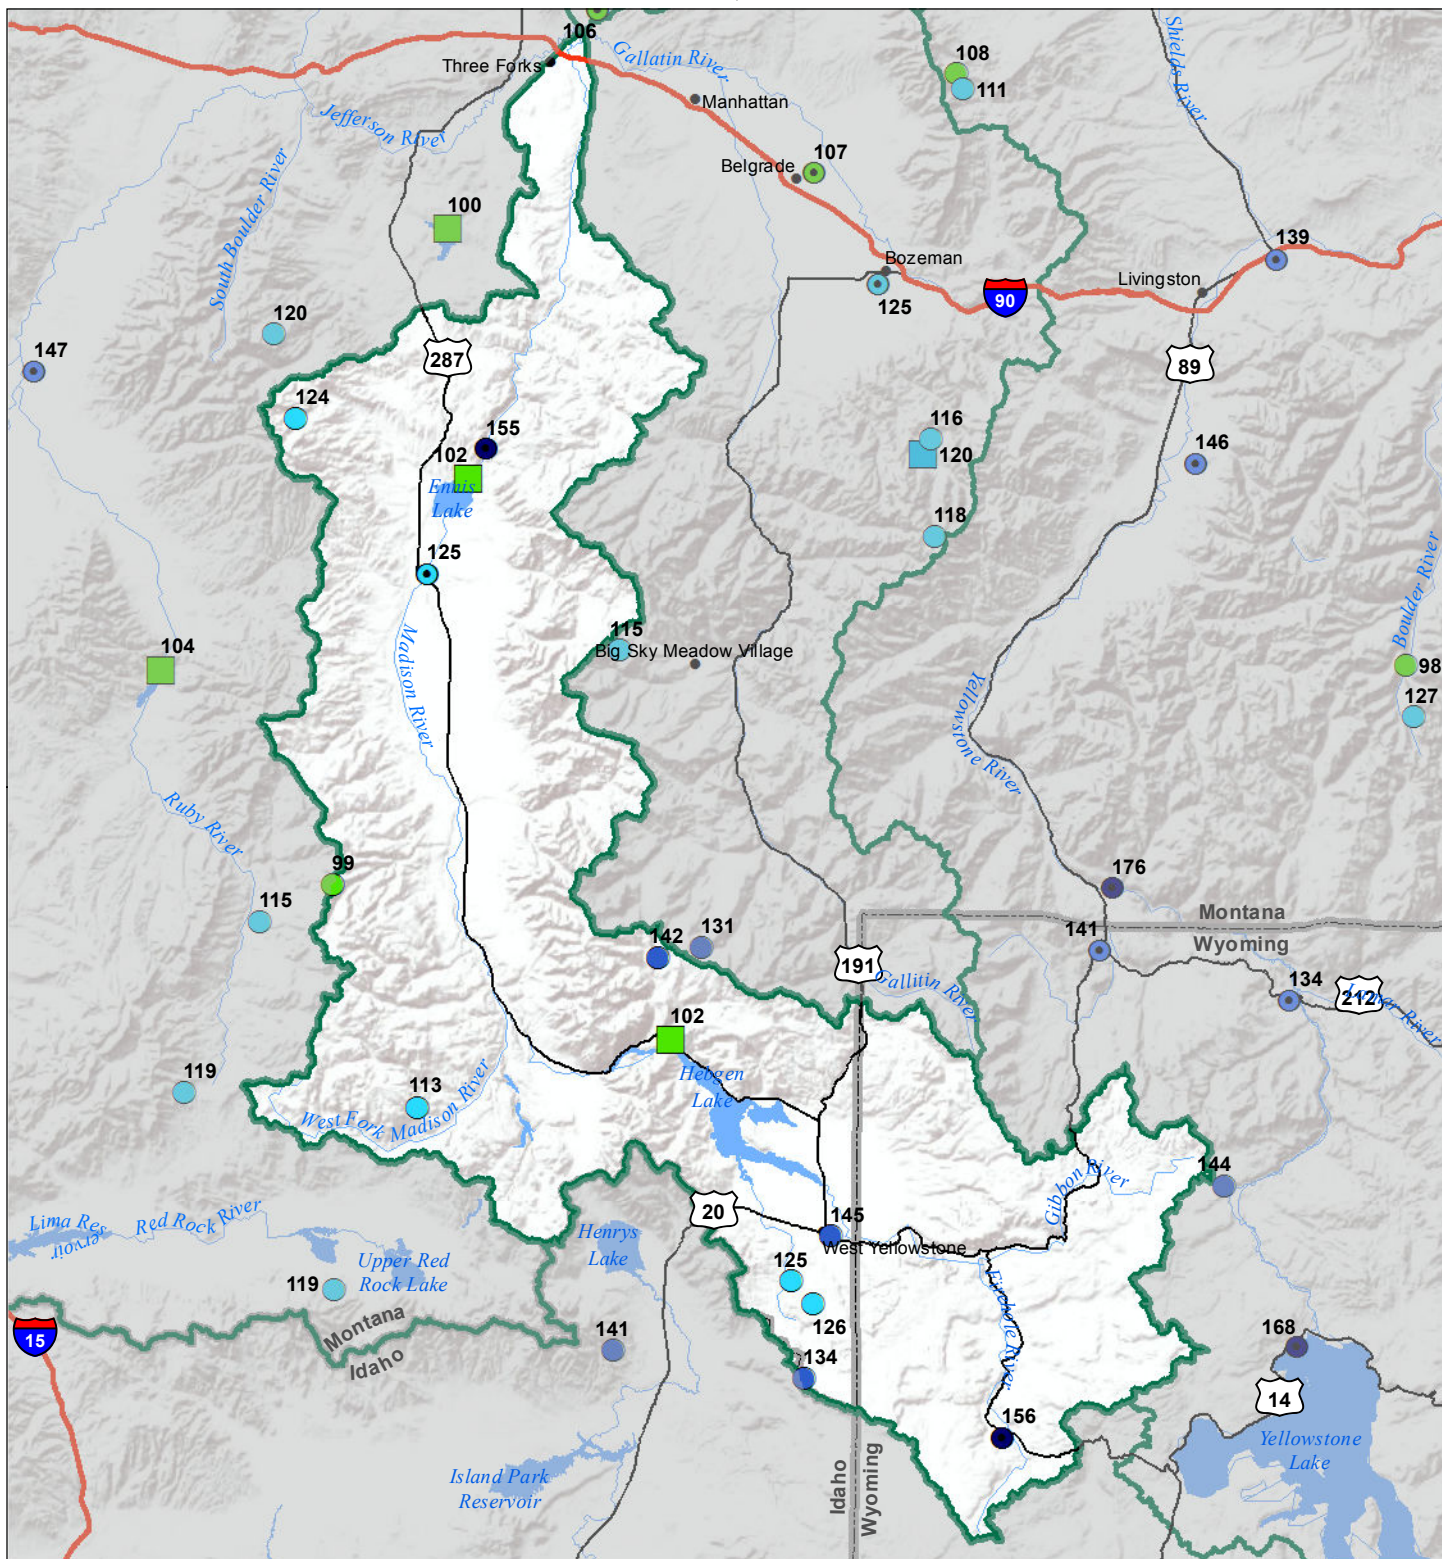 106
Three Forks
Gallatin River
Shields River
108
111
Manhattan
Jefferson River
107
Belgrade
South Boulder River
100
139
Bozeman
Livingston
125
90
120
147
287
89
124
155
116
102
120
146
Ennis
Lake
118
125
Boulder River
Madison River
115
Big Sky Meadow Village
104
98
127
Yellowstone River
Ruby River
99
176
115
Montana
Wyoming
142
131
191
141
Gallitin River
134
212
Lamar River
102
Hebgen
Lake
119
113
West Fork Madison River
144
Gibbon River
20
145
West Yellowstone
Lima Reservoir
Red Rock River
Henrys
Lake
Upper Red
Rock Lake
119
125
126
Firehole River
Montana
Idaho
15
141
134
168
14
156
Yellowstone
Lake
Island Park
Reservoir
Idaho
Wyoming